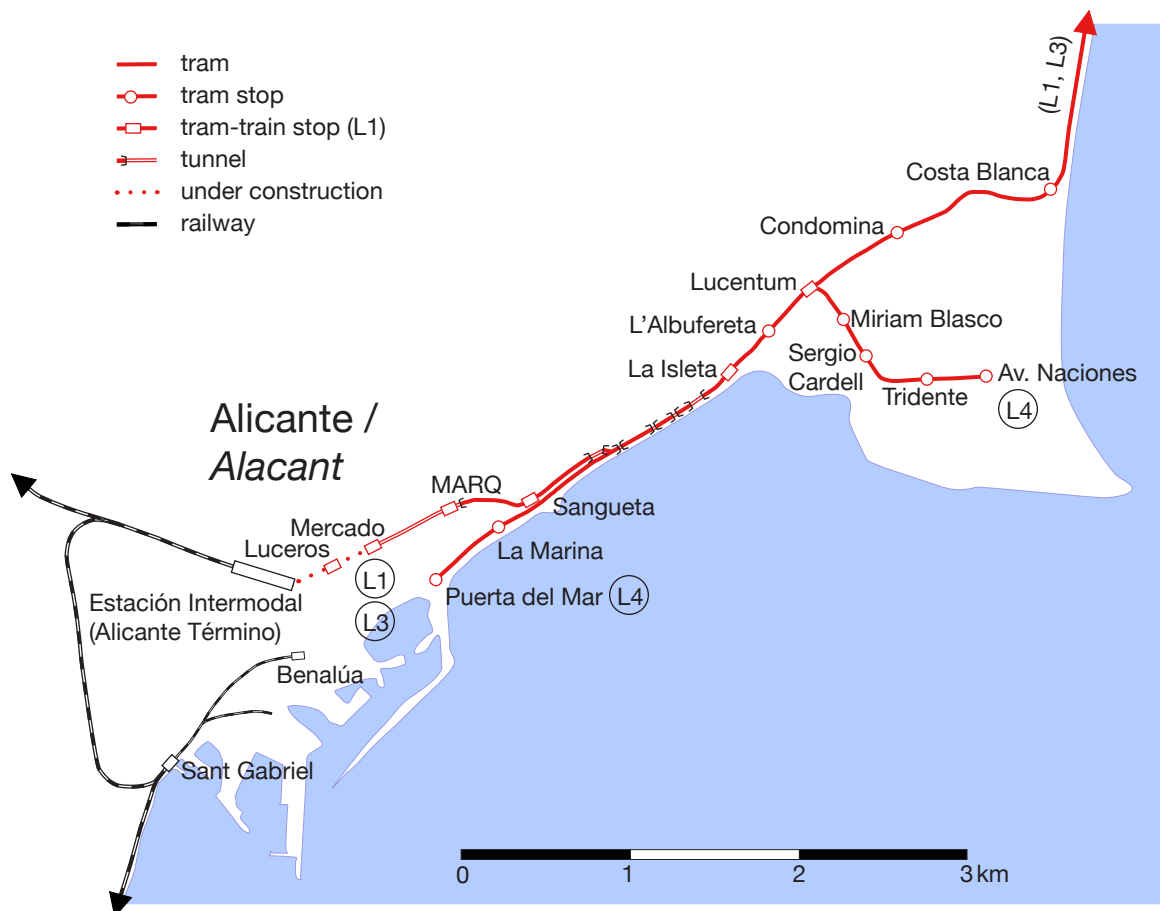 tram
tram stop
tram-train stop (L1)
tunnel
under construction
railway
(L1, L3)
Costa Blanca
Condomina
Lucentum
L'Albufereta
Miriam Blasco
La Isleta
Sergio
Cardell
Av. Naciones
Tridente
L4
Alicante /
Alacant
MARQ
Sangueta
Mercado
Luceros
La Marina
L1
Puerta del Mar L4
Estación Intermodal
(Alicante Término)
L3
Benalúa
Sant Gabriel
0 1 2 3 km